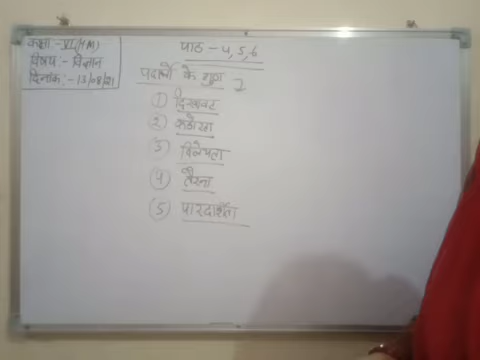 कक्षा :- VI (HM)
विषय :- विज्ञान
दिनांक :- 13/08/21
पाठ - 4, 5, 6
पदार्थो के गुण
① दिखावट
② कठोरता
③ विलेयता
④ तैरना
⑤ पारदर्शिता